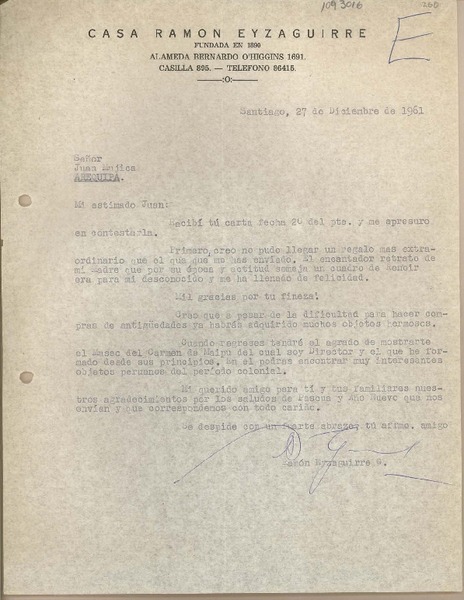 1093016
200
E
CASA RAMON EYZAGUIRRE
FUNDADA EN 1890
ALAMEDA BERNARDO O'HIGGINS 1691.
CASILLA 895. — TELEFONO 86415.
——:O:——
Santiago, 27 de Diciembre de 1961
Señor
Juan Mujica
AREQUIPA.
Mi estimado Juan:
Recibí tú carta fecha 20 del pte. y me apresuro
en contestarla.
Primero, creo no pudo llegar un regalo mas extra-
ordinario que el que me has enviado. El encantador retrato de
mi Madre que por su época y actitud semeja un cuadro de Renoir
era para mi desconocido y me ha llenado de felicidad.
Mil gracias por tu fineza.
Creo que a pesar de la dificultad para hacer com-
pras de antigüedades ya habrás adquirido muchos objetos hermosos.
Cuando regreses tendré el agrado de mostrarte
el Museo del Carmen de Maipú del cual soy Director y el que he for-
mado desde sus principios. En el podras encontrar muy interesantes
objetos peruanos del período colonial.
Mi querido amigo para ti y tus familiares nues-
tros agradecimientos por los saludos de Pascua y Año Nuevo que nos
envian y que correspondemos con todo cariño.
Se despide con un fuerte abrazo tú afmo. amigo
Ramón Eyzaguirre G.